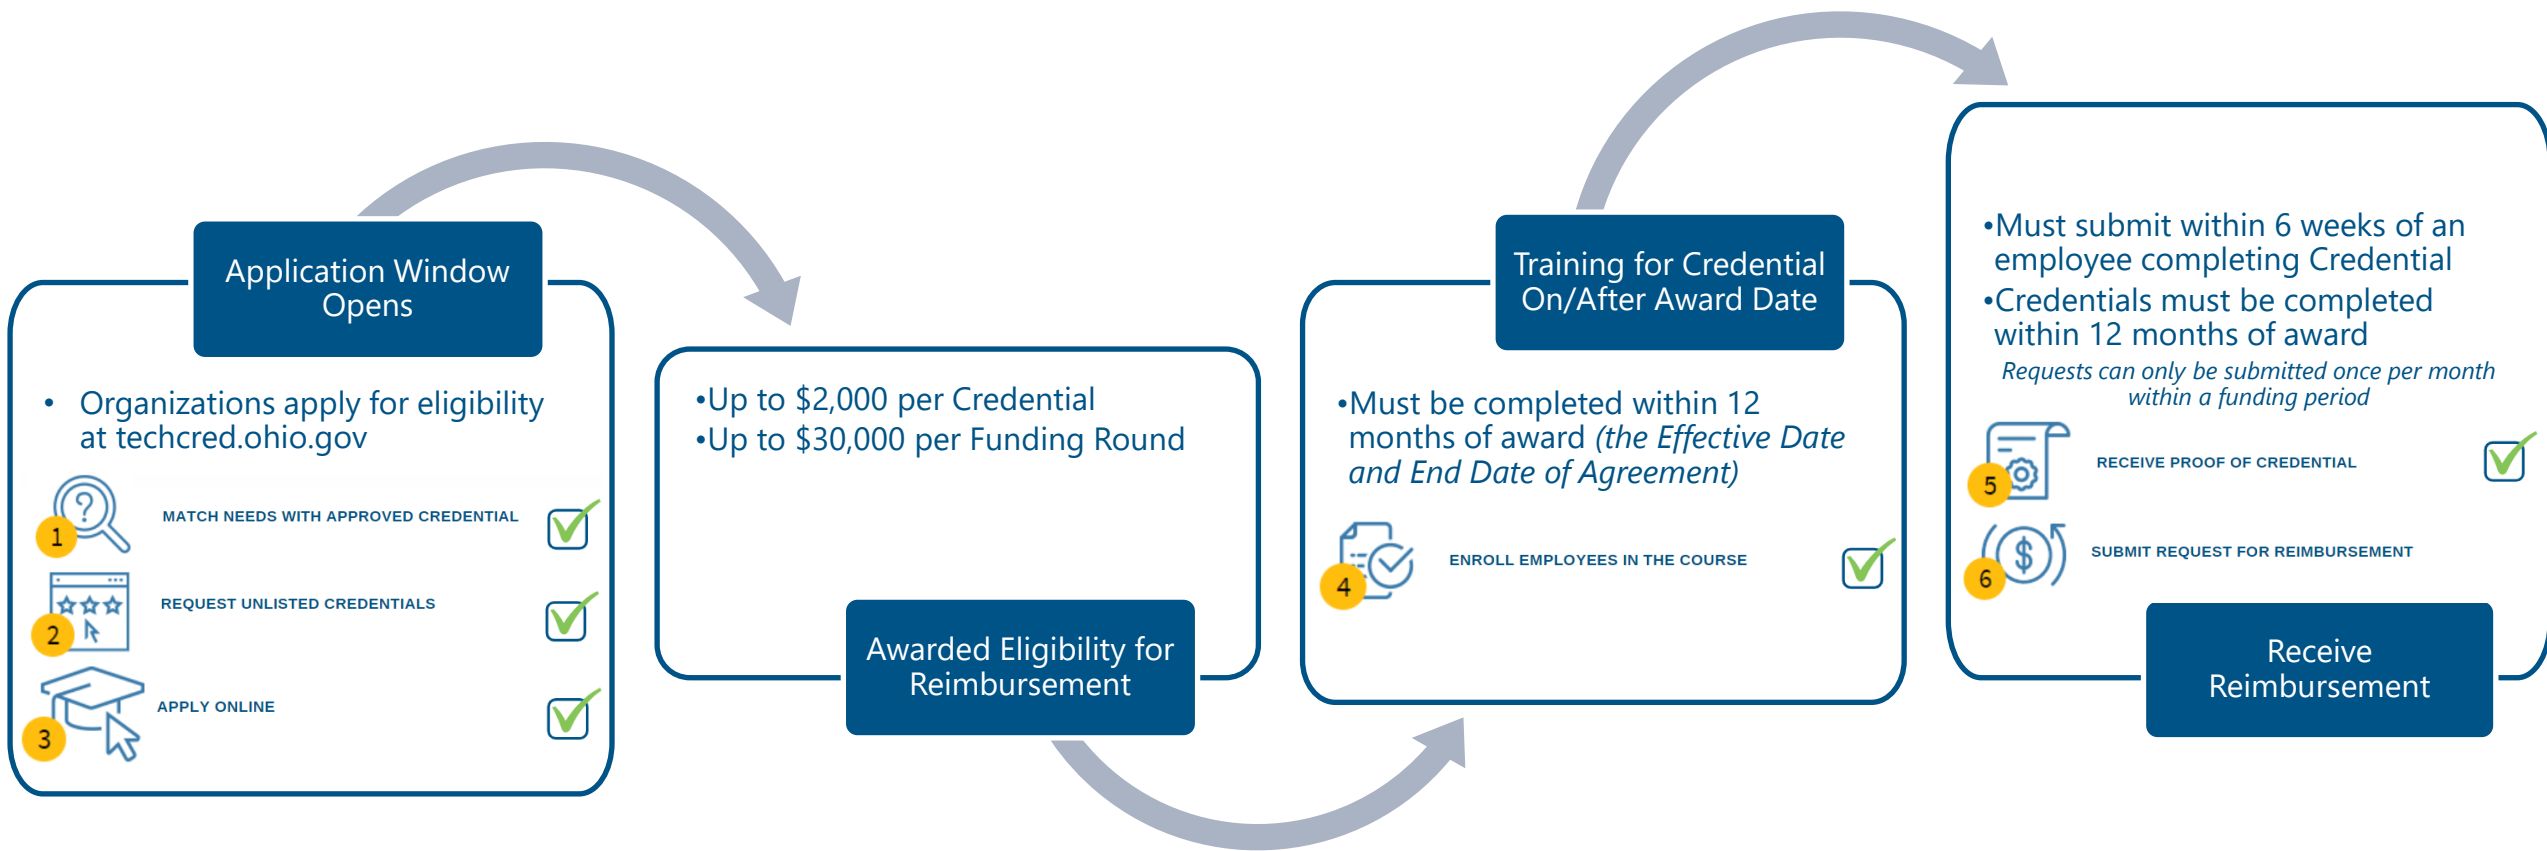 Application Window
Opens
• Organizations apply for eligibility
at techcred.ohio.gov
1
MATCH NEEDS WITH APPROVED CREDENTIAL
2
REQUEST UNLISTED CREDENTIALS
3
APPLY ONLINE
•Up to $2,000 per Credential
•Up to $30,000 per Funding Round
Awarded Eligibility for
Reimbursement
Training for Credential
On/After Award Date
•Must be completed within 12
months of award (the Effective Date
and End Date of Agreement)
4
ENROLL EMPLOYEES IN THE COURSE
•Must submit within 6 weeks of an
employee completing Credential
•Credentials must be completed
within 12 months of award
Requests can only be submitted once per month
within a funding period
5
RECEIVE PROOF OF CREDENTIAL
6
SUBMIT REQUEST FOR REIMBURSEMENT
Receive
Reimbursement